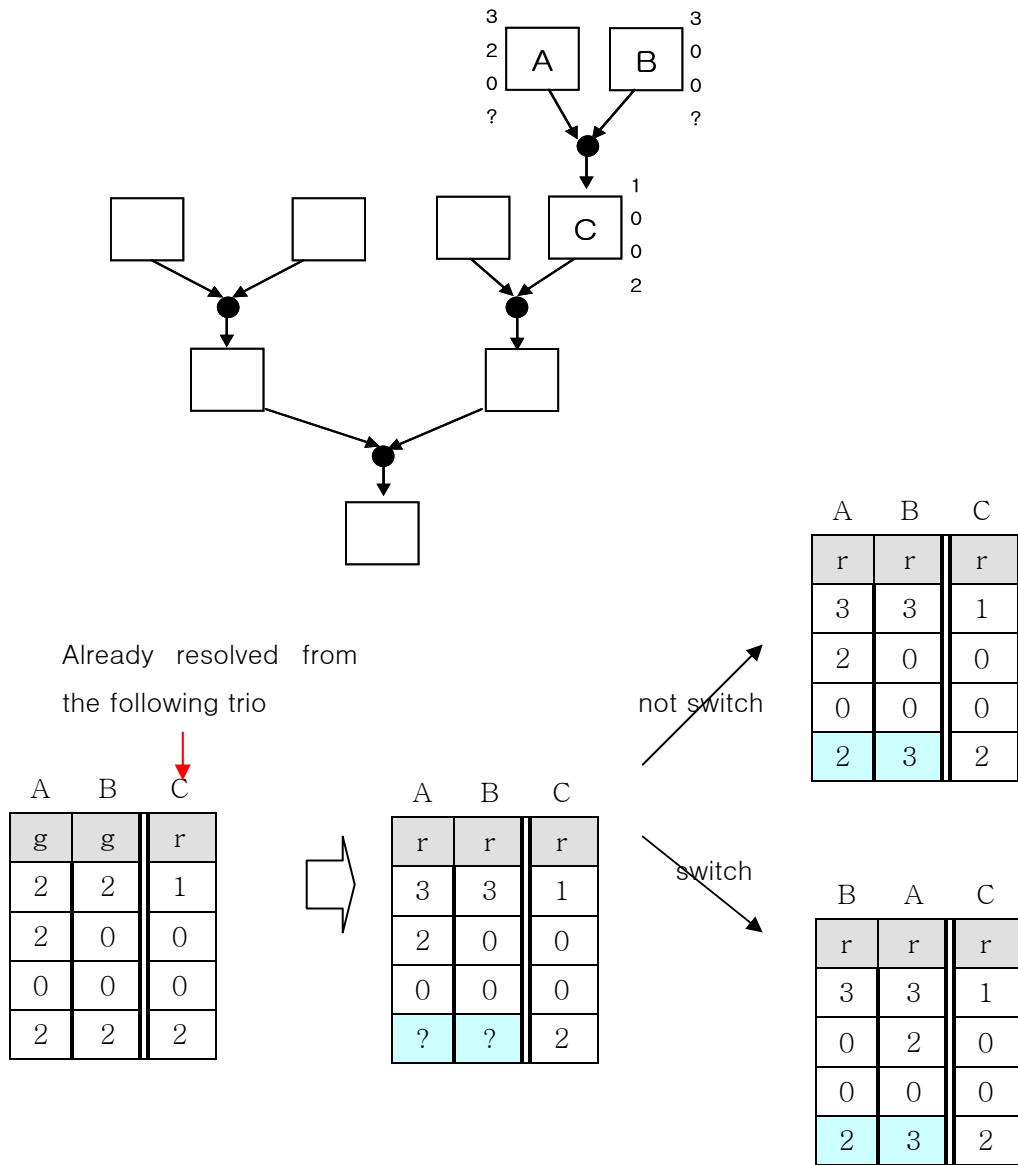 3
2
0
?
A
B
3
0
0
?
C
1
0
0
2
Already resolved from
the following trio
A B C
g g r
2 2 1
2 0 0
0 0 0
2 2 2
A B C
r r r
3 3 1
2 0 0
0 0 0
? ? 2
not switch
switch
A B C
r r r
3 3 1
2 0 0
0 0 0
2 3 2
B A C
r r r
3 3 1
0 2 0
0 0 0
2 3 2